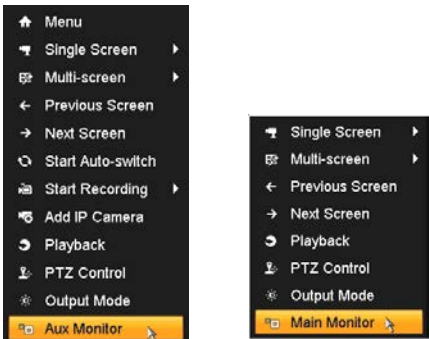 Menu
Single Screen
Multi-screen
Previous Screen
Next Screen
Start Auto-switch
Start Recording
Add IP Camera
Playback
PTZ Control
Output Mode
Aux Monitor
Single Screen
Multi-screen
Previous Screen
Next Screen
Playback
PTZ Control
Output Mode
Main Monitor